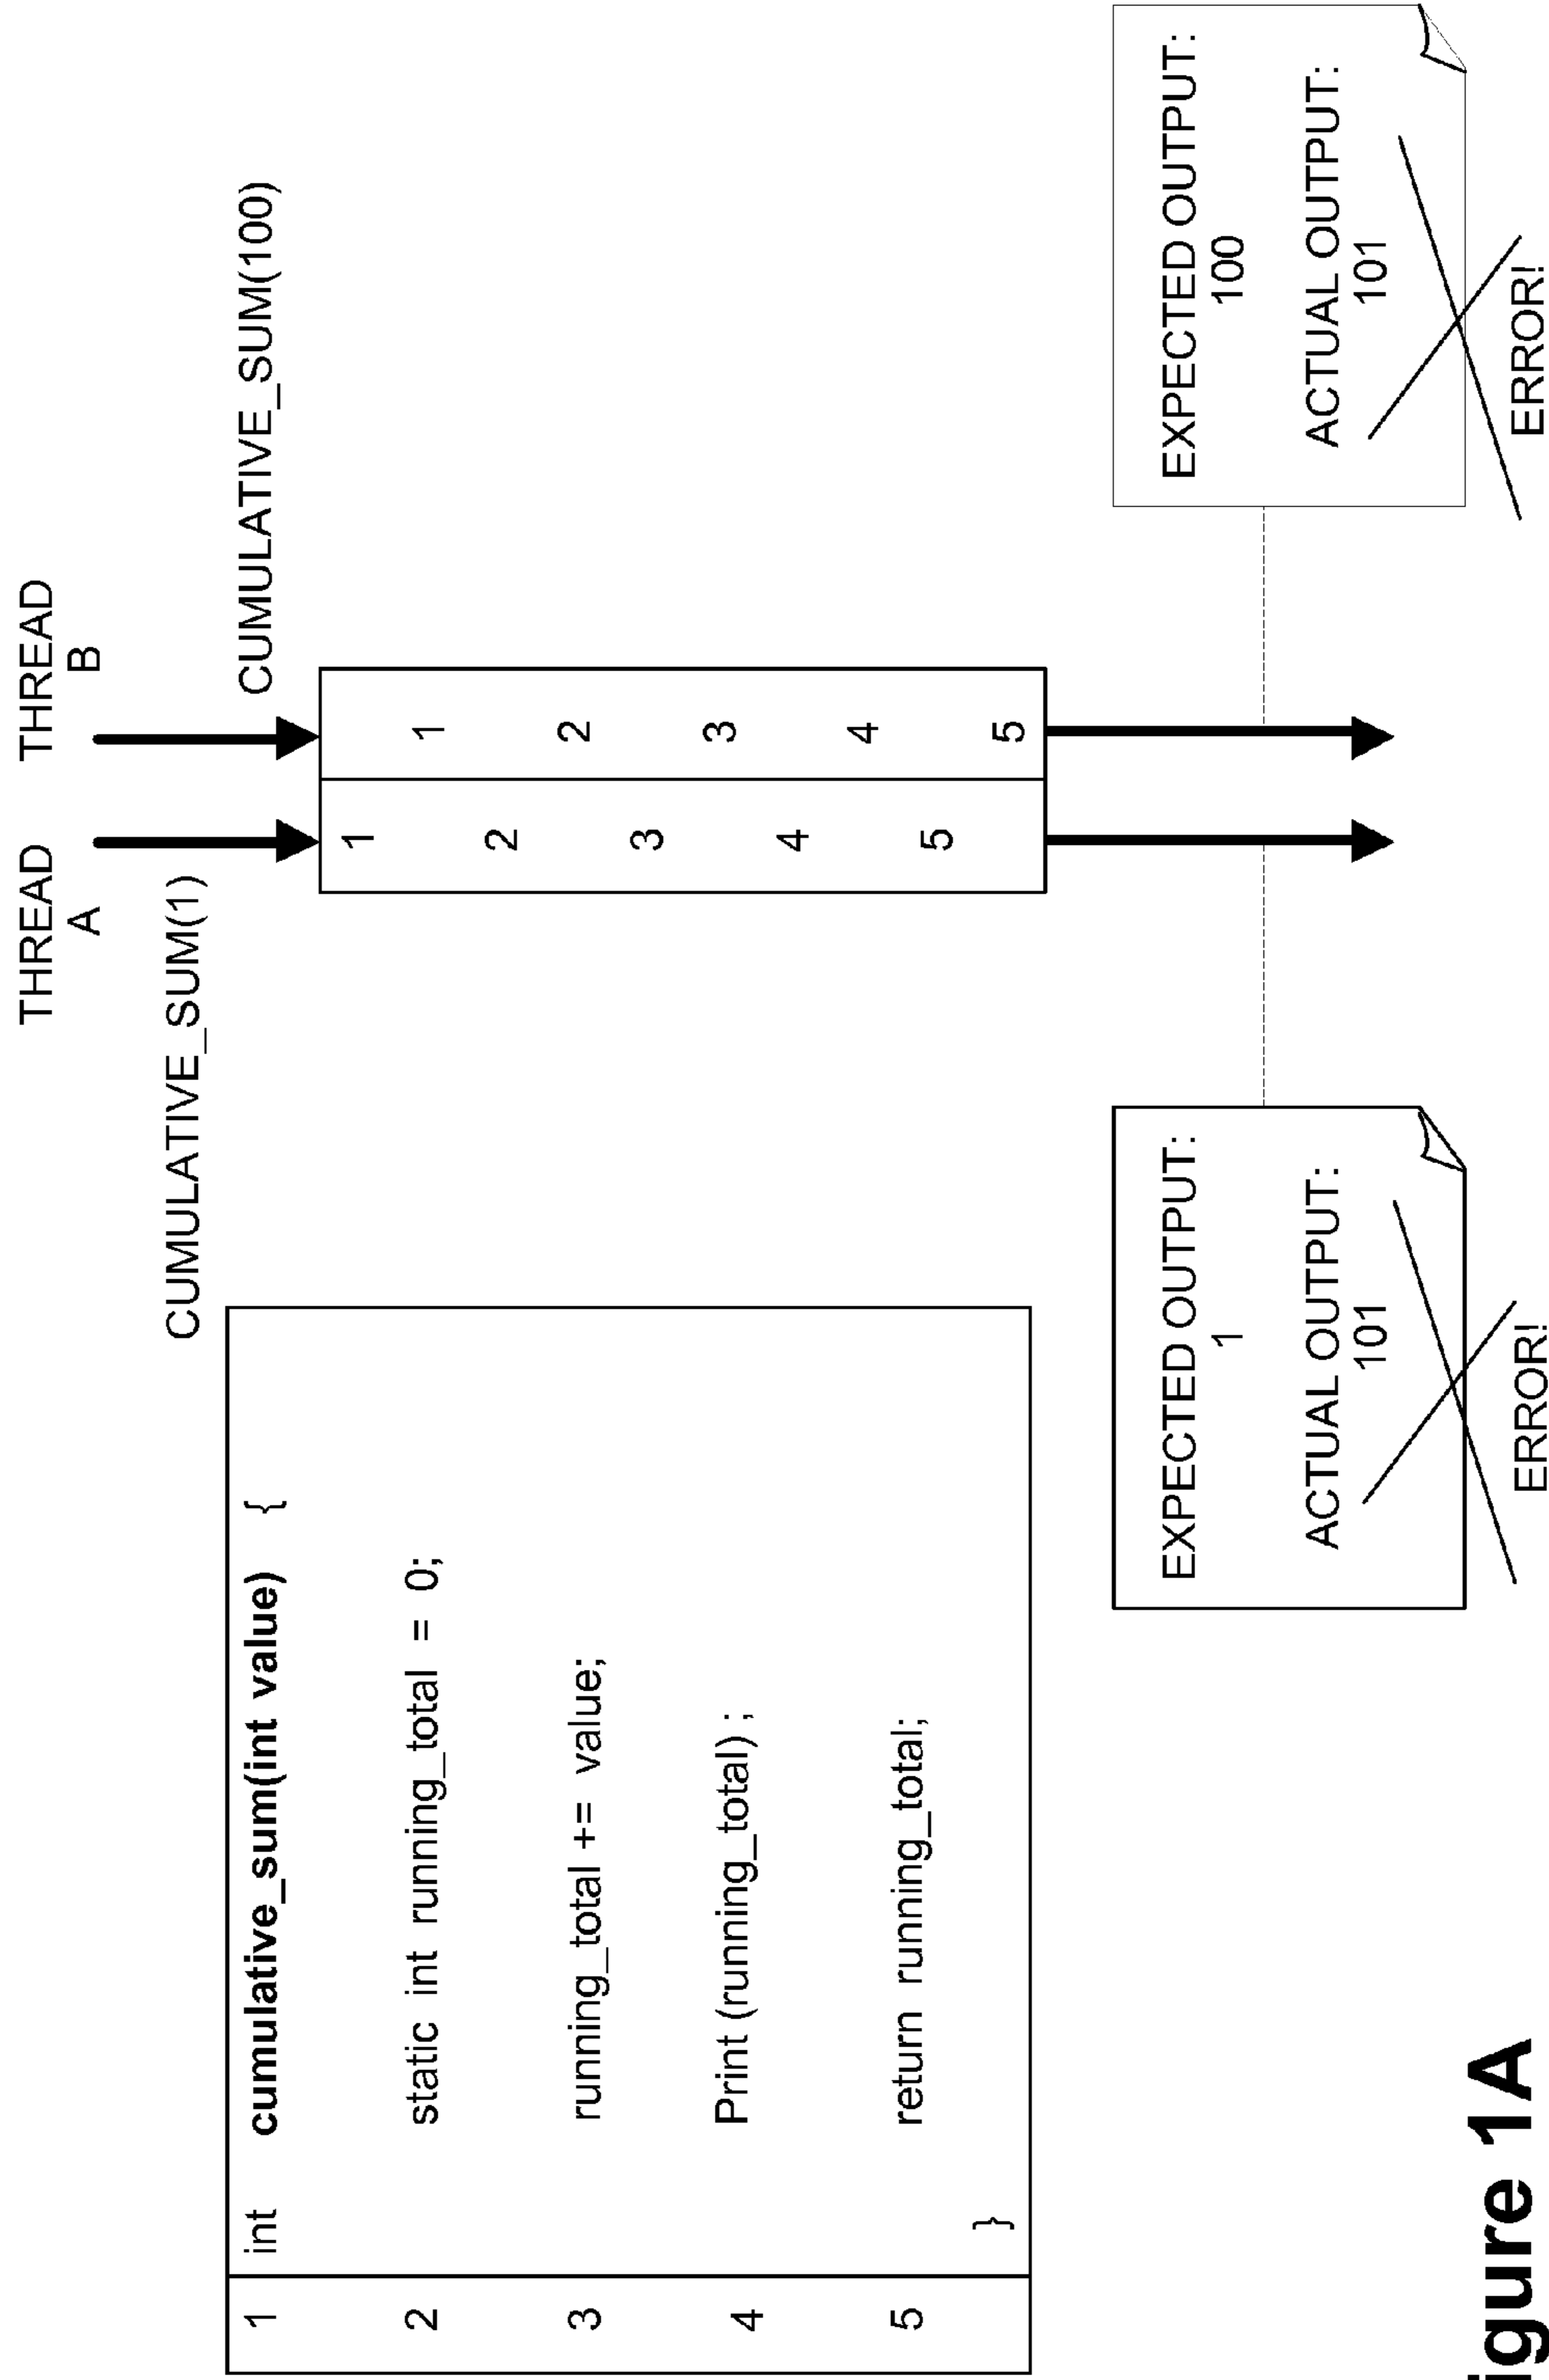 THREAD
A
THREAD
B
CUMULATIVE_SUM(1)
CUMULATIVE_SUM(100)
1 int cumulative_sum(int value) {
2 static int running_total = 0;
3 running_total += value;
4 Print (running_total) ;
5 return running_total;
}
1
2
3
4
5
1
2
3
4
5
EXPECTED OUTPUT:
1
ACTUAL OUTPUT:
101
ERROR!
EXPECTED OUTPUT:
100
ACTUAL OUTPUT:
101
ERROR!
igure 1A